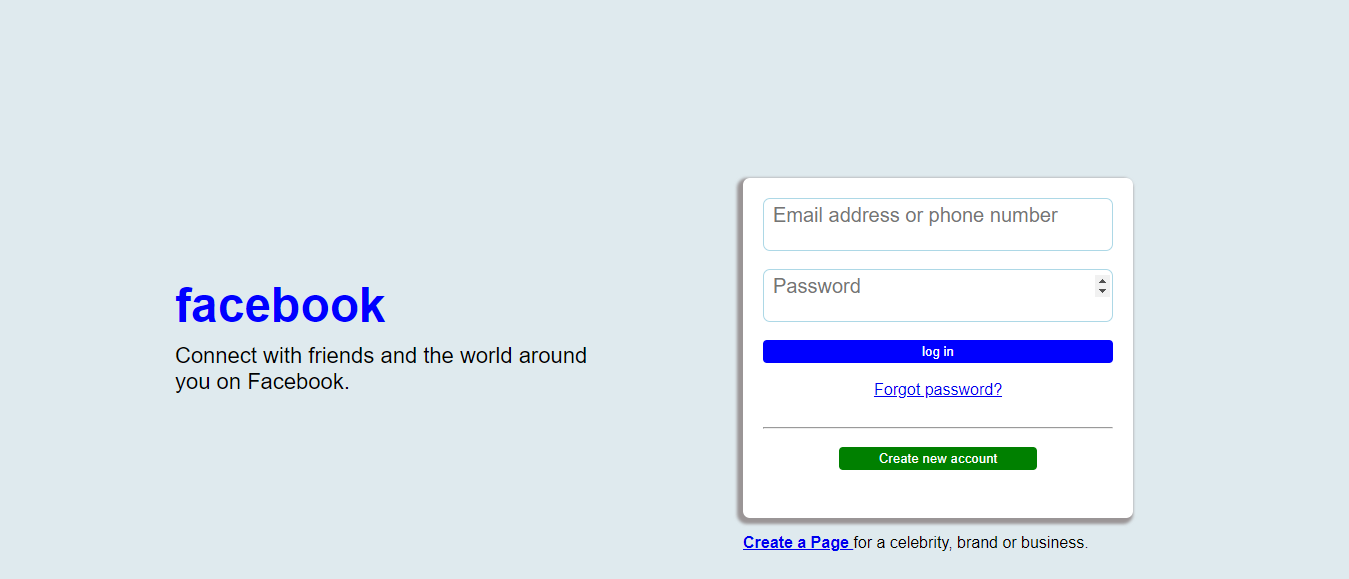 facebook
Connect with friends and the world around
you on Facebook.
Email address or phone number
Password
log in
Forgot password?
Create new account
Create a Page for a celebrity, brand or business.